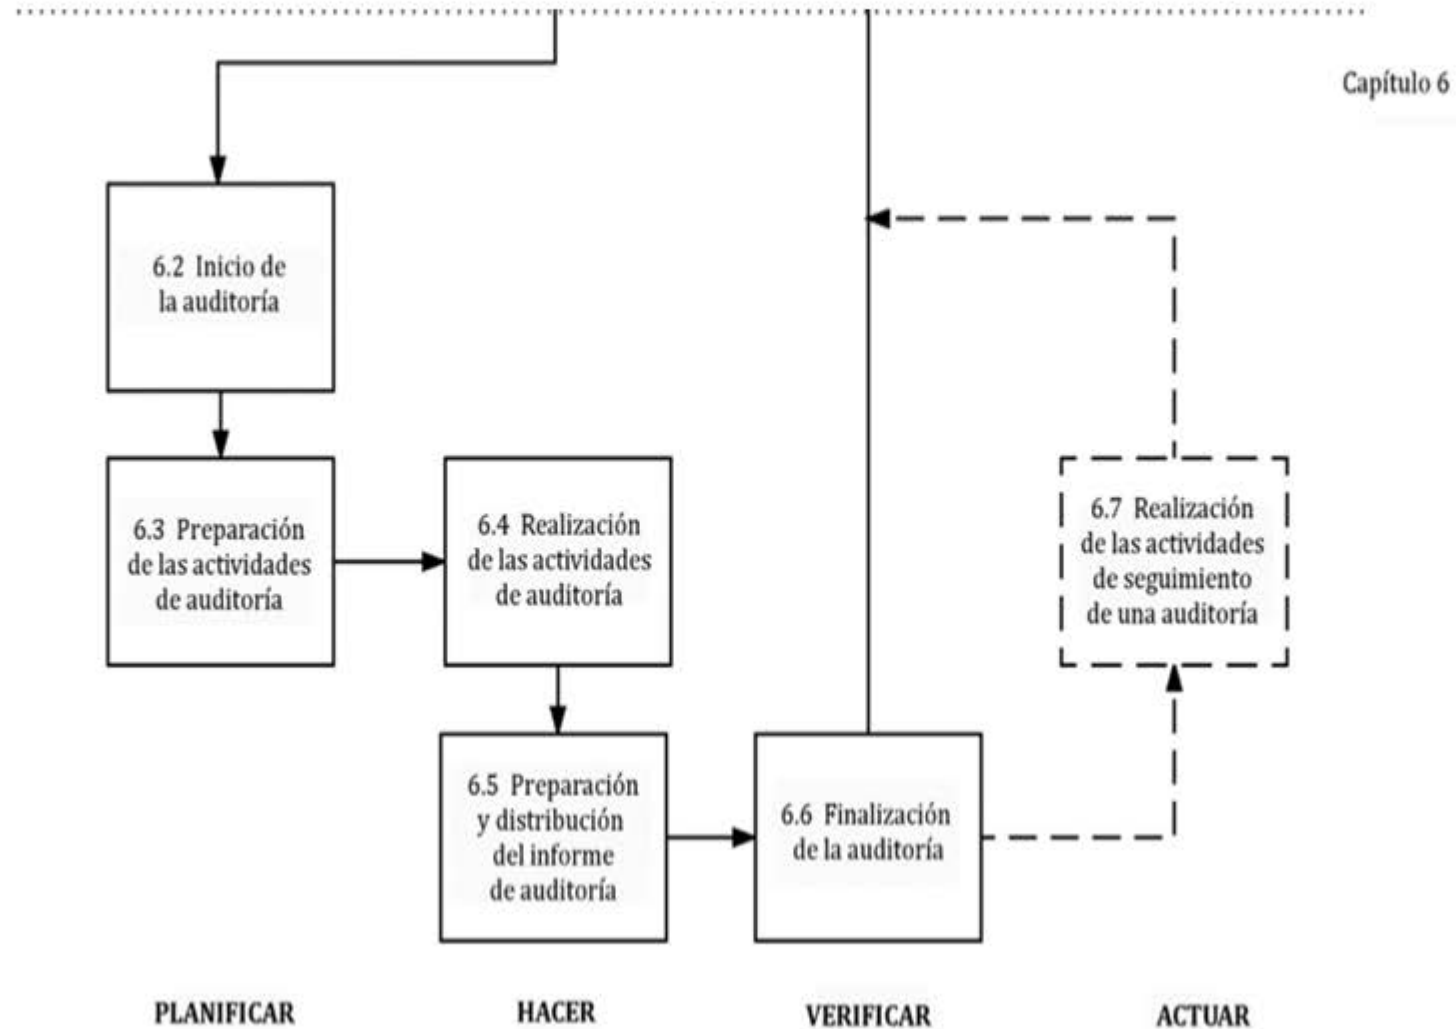 Capítulo 6
6.2 Inicio de
la auditoría
6.3 Preparación
de las actividades
de auditoría
6.4 Realización
de las actividades
de auditoría
6.7 Realización
de las actividades
de seguimiento
de una auditoría
6.5 Preparación
y distribución
del informe
de auditoría
6.6 Finalización
de la auditoría
PLANIFICAR
HACER
VERIFICAR
ACTUAR